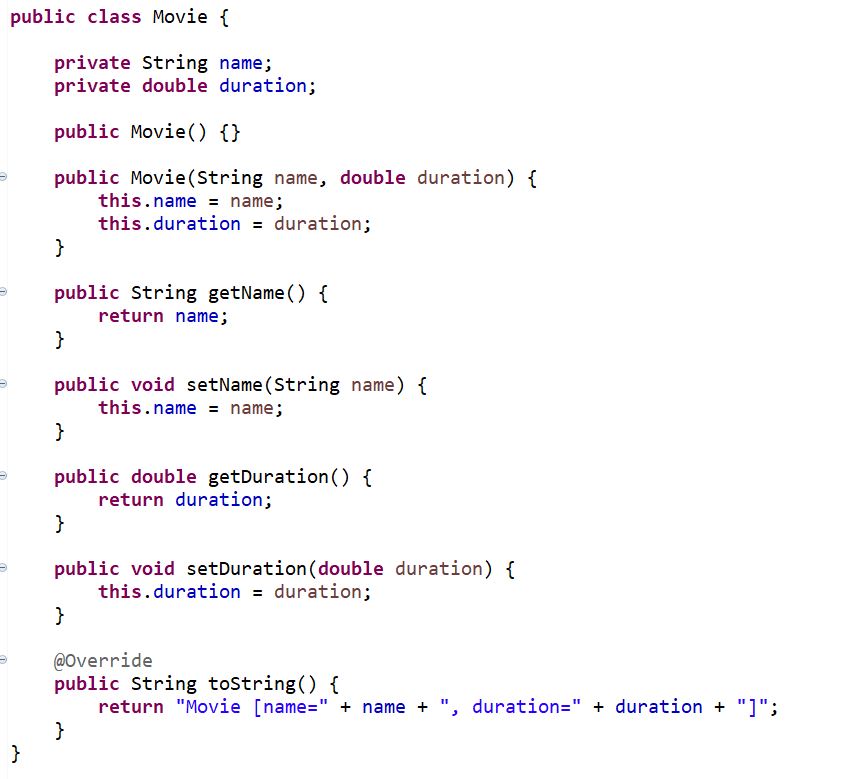 public class Movie {
private String name;
private double duration;
public Movie() {}
public Movie(String name, double duration) {
this.name = name;
this.duration = duration;
}
public String getName() {
return name;
}
public void setName(String name) {
this.name = name;
}
public double getDuration() {
return duration;
}
public void setDuration(double duration) {
this.duration = duration;
}
@Override
public String toString() {
return "Movie [name=" + name + ", duration=" + duration + "]";
}
}